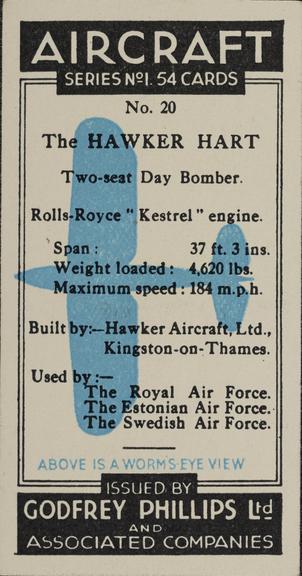 AIRCRAFT
SERIES No1. 54 CARDS
No. 20
The HAWKER HART
Two-seat Day Bomber.
Rolls-Royce "Kestrel" engine.
Span : 37 ft. 3 ins.
Weight loaded : 4,620 lbs.
Maximum speed : 184 m.p.h.
Built by:—Hawker Aircraft, Ltd.,
Kingston-on-Thames.
Used by :—
The Royal Air Force.
The Estonian Air Force.
The Swedish Air Force.
ABOVE IS A WORM'S-EYE VIEW
ISSUED BY
GODFREY PHILLIPS Ltd
AND
ASSOCIATED COMPANIES